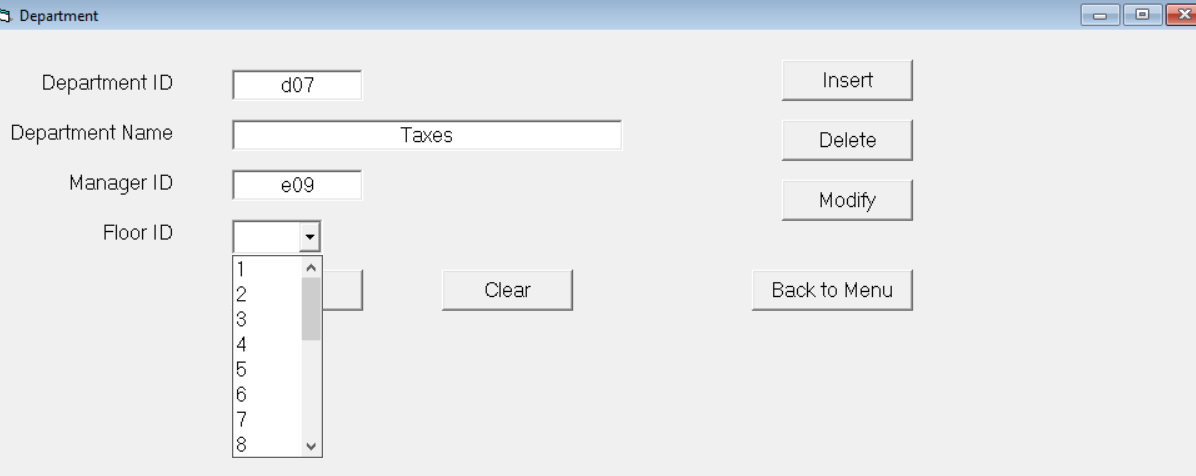 Department
Department ID d07 Insert
Department Name Taxes Delete
Manager ID e09 Modify
Floor ID
Clear Back to Menu
1
2
3
4
5
6
7
8